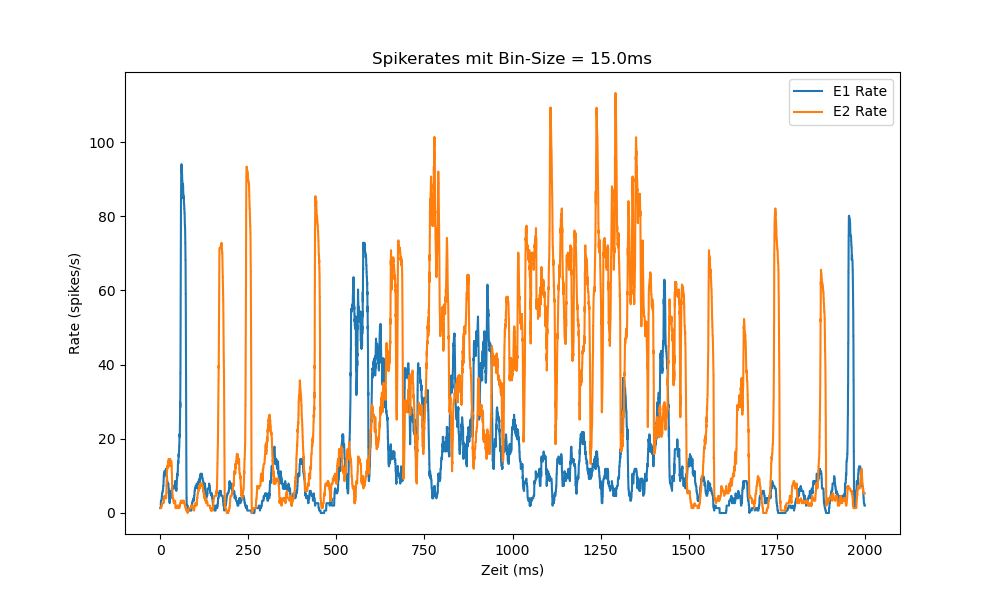 Spikerates mit Bin-Size = 15.0ms
E1 Rate
E2 Rate
Rate (spikes/s)
100
80
60
40
20
0
0 250 500 750 1000 1250 1500 1750 2000
Zeit (ms)